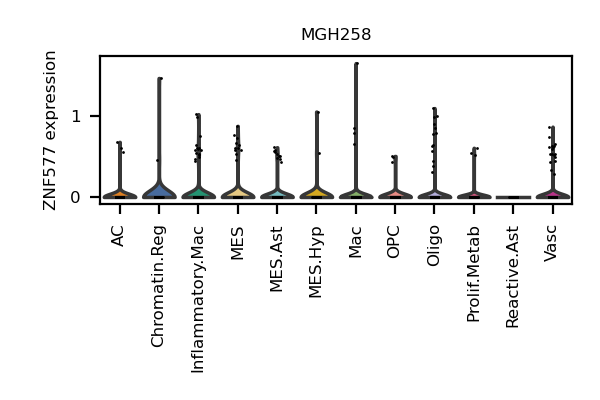 MGH258
ZNF577 expression
1
0
AC
Chromatin.Reg
Inflammatory.Mac
MES
MES.Ast
MES.Hyp
Mac
OPC
Oligo
Prolif.Metab
Reactive.Ast
Vasc